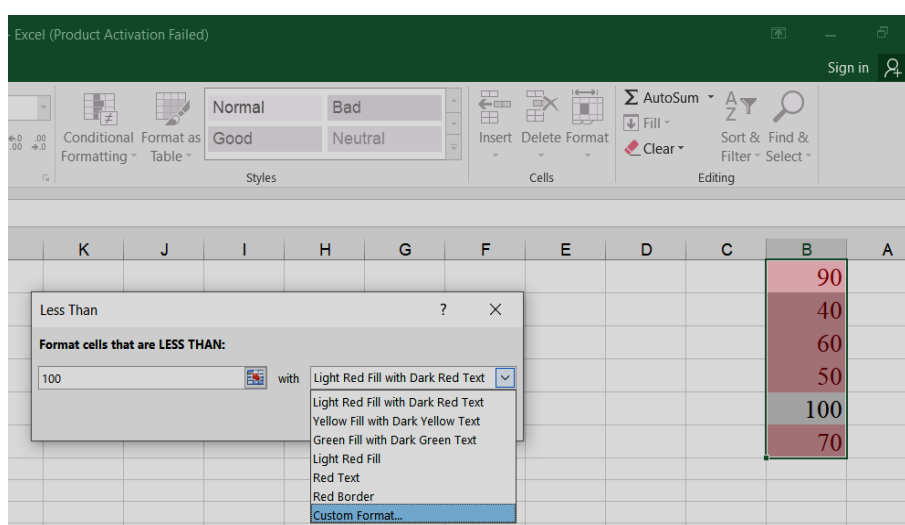 - Excel (Product Activation Failed)
Sign in
Conditional Formatting
Format as Table
Normal
Bad
Good
Neutral
Styles
Insert
Delete
Format
Cells
Σ AutoSum
Fill
Clear
Sort & Filter
Find & Select
Editing
K J I H G F E D C B A
90
40
60
50
100
70
Less Than ?
Format cells that are LESS THAN:
100 with Light Red Fill with Dark Red Text
Light Red Fill with Dark Red Text
Yellow Fill with Dark Yellow Text
Green Fill with Dark Green Text
Light Red Fill
Red Text
Red Border
Custom Format...